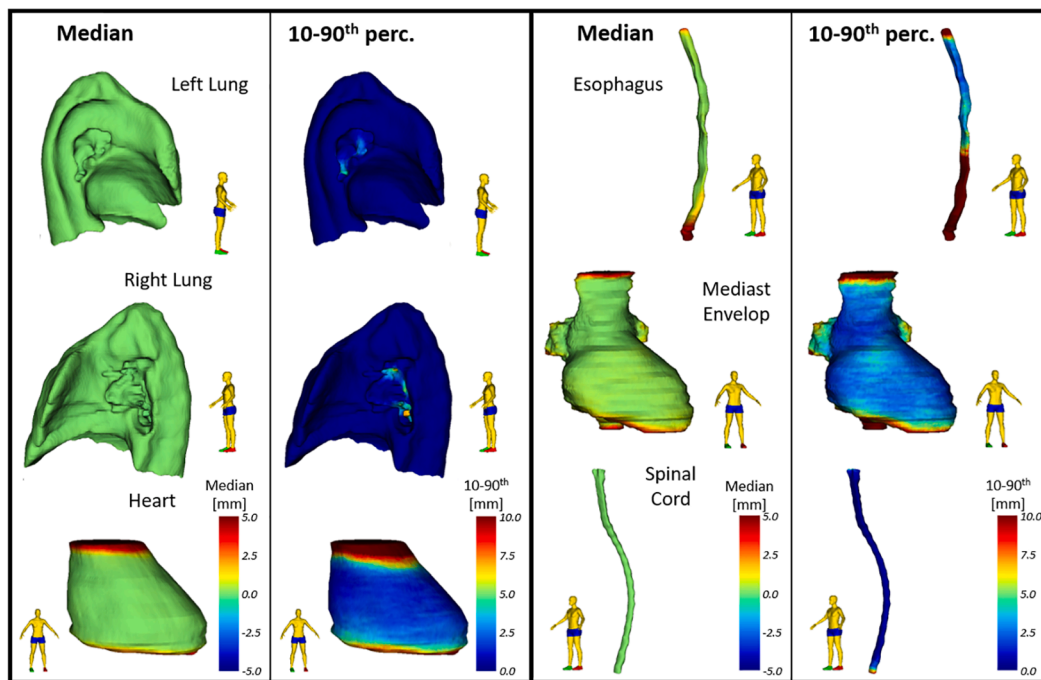 Median
10-90th perc.
Left Lung
Right Lung
Heart
Median
[mm]
5.0
2.5
0.0
-2.5
-5.0
10-90th
[mm]
10.0
7.5
5.0
2.5
0.0
Median
10-90th perc.
Esophagus
Mediast
Envelop
Spinal
Cord
Median
[mm]
5.0
2.5
0.0
-2.5
-5.0
10-90th
[mm]
10.0
7.5
5.0
2.5
0.0